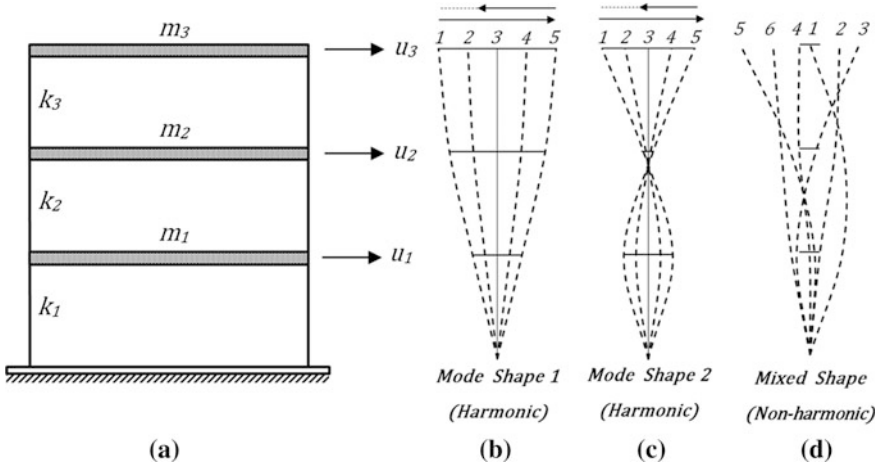 m₃
u₃
k₃
m₂
u₂
k₂
m₁
u₁
k₁
(a)
1 2 3 4 5
Mode Shape 1
(Harmonic)
(b)
1 2 3 4 5
Mode Shape 2
(Harmonic)
(c)
5 6 4 1 2 3
Mixed Shape
(Non-harmonic)
(d)